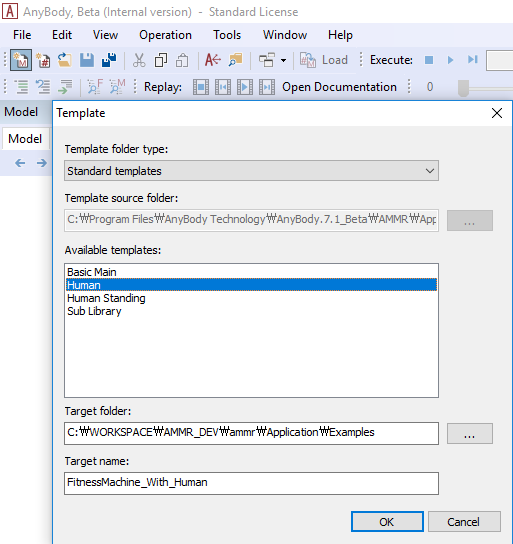 AnyBody, Beta (Internal version) - Standard License
File Edit View Operation Tools Window Help
Load Execute:
Replay: Open Documentation 0
Model
Template
Model
Template folder type:
Standard templates
Template source folder:
C:₩Program Files₩AnyBody Technology₩AnyBody.7.1_Beta₩AMMR₩App
...
Available templates:
Basic Main
Human
Human Standing
Sub Library
Target folder:
C:₩WORKSPACE₩AMMR_DEV₩ammr₩Application₩Examples
...
Target name:
FitnessMachine_With_Human
OK Cancel